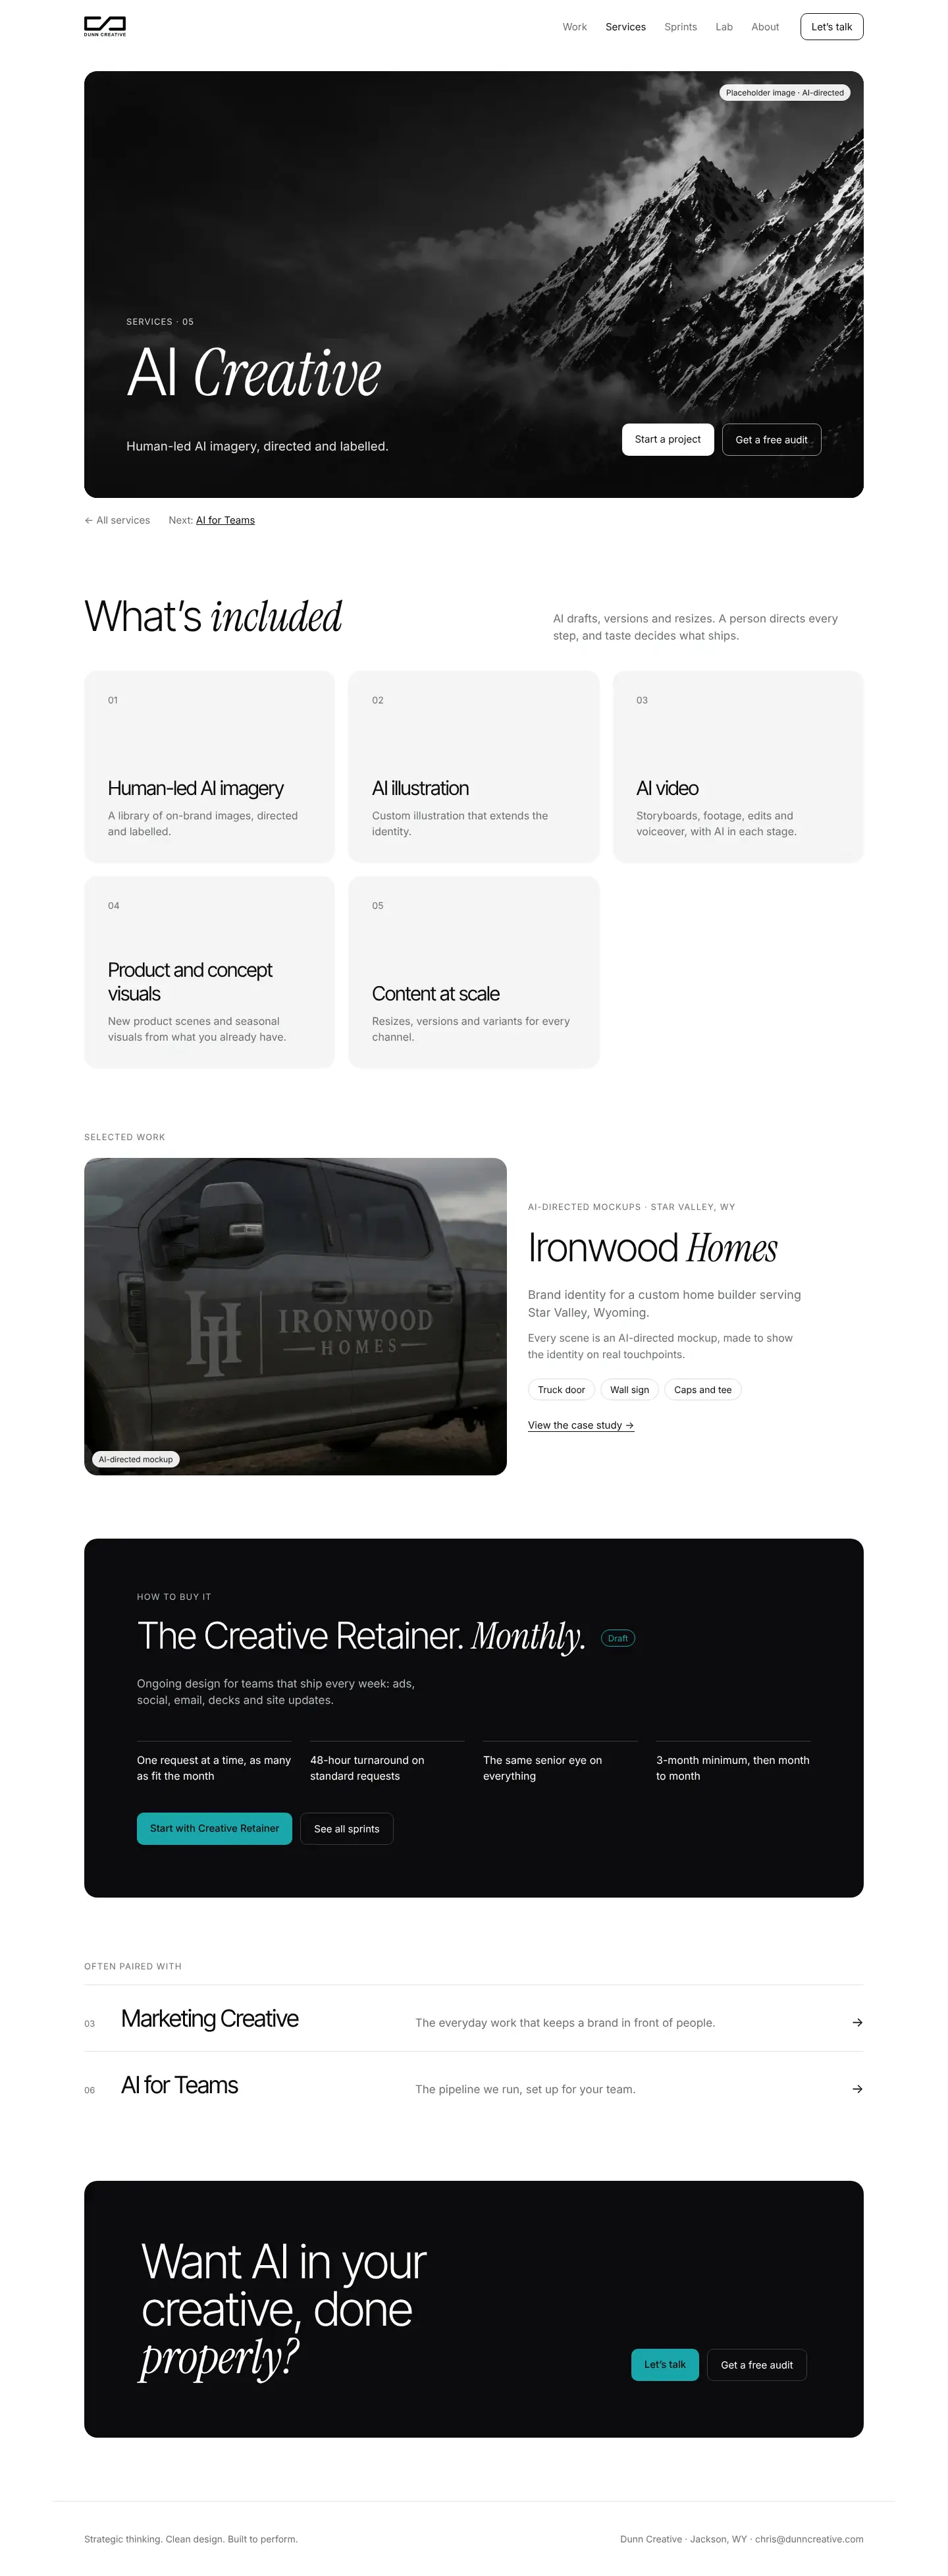 DUNN CREATIVE
Work
Services
Sprints
Lab
About
Let's talk
Placeholder image · AI-directed
SERVICES · 05
AI Creative
Human-led AI imagery, directed and labelled.
Start a project
Get a free audit
← All services
Next: AI for Teams
What's included
AI drafts, versions and resizes. A person directs every
step, and taste decides what ships.
01
Human-led AI imagery
A library of on-brand images, directed
and labelled.
02
AI illustration
Custom illustration that extends the
identity.
03
AI video
Storyboards, footage, edits and
voiceover, with AI in each stage.
04
Product and concept
visuals
New product scenes and seasonal
visuals from what you already have.
05
Content at scale
Resizes, versions and variants for every
channel.
SELECTED WORK
IH
IRONWOOD
HOMES
AI-directed mockup
AI-DIRECTED MOCKUPS · STAR VALLEY, WY
Ironwood Homes
Brand identity for a custom home builder serving
Star Valley, Wyoming.
Every scene is an AI-directed mockup, made to show
the identity on real touchpoints.
Truck door
Wall sign
Caps and tee
View the case study →
HOW TO BUY IT
The Creative Retainer. Monthly.
Draft
Ongoing design for teams that ship every week: ads,
social, email, decks and site updates.
One request at a time, as many
as fit the month
48-hour turnaround on
standard requests
The same senior eye on
everything
3-month minimum, then month
to month
Start with Creative Retainer
See all sprints
OFTEN PAIRED WITH
03
Marketing Creative
The everyday work that keeps a brand in front of people.
→
06
AI for Teams
The pipeline we run, set up for your team.
→
Want AI in your
creative, done
properly?
Let's talk
Get a free audit
Strategic thinking. Clean design. Built to perform.
Dunn Creative · Jackson, WY · chris@dunncreative.com